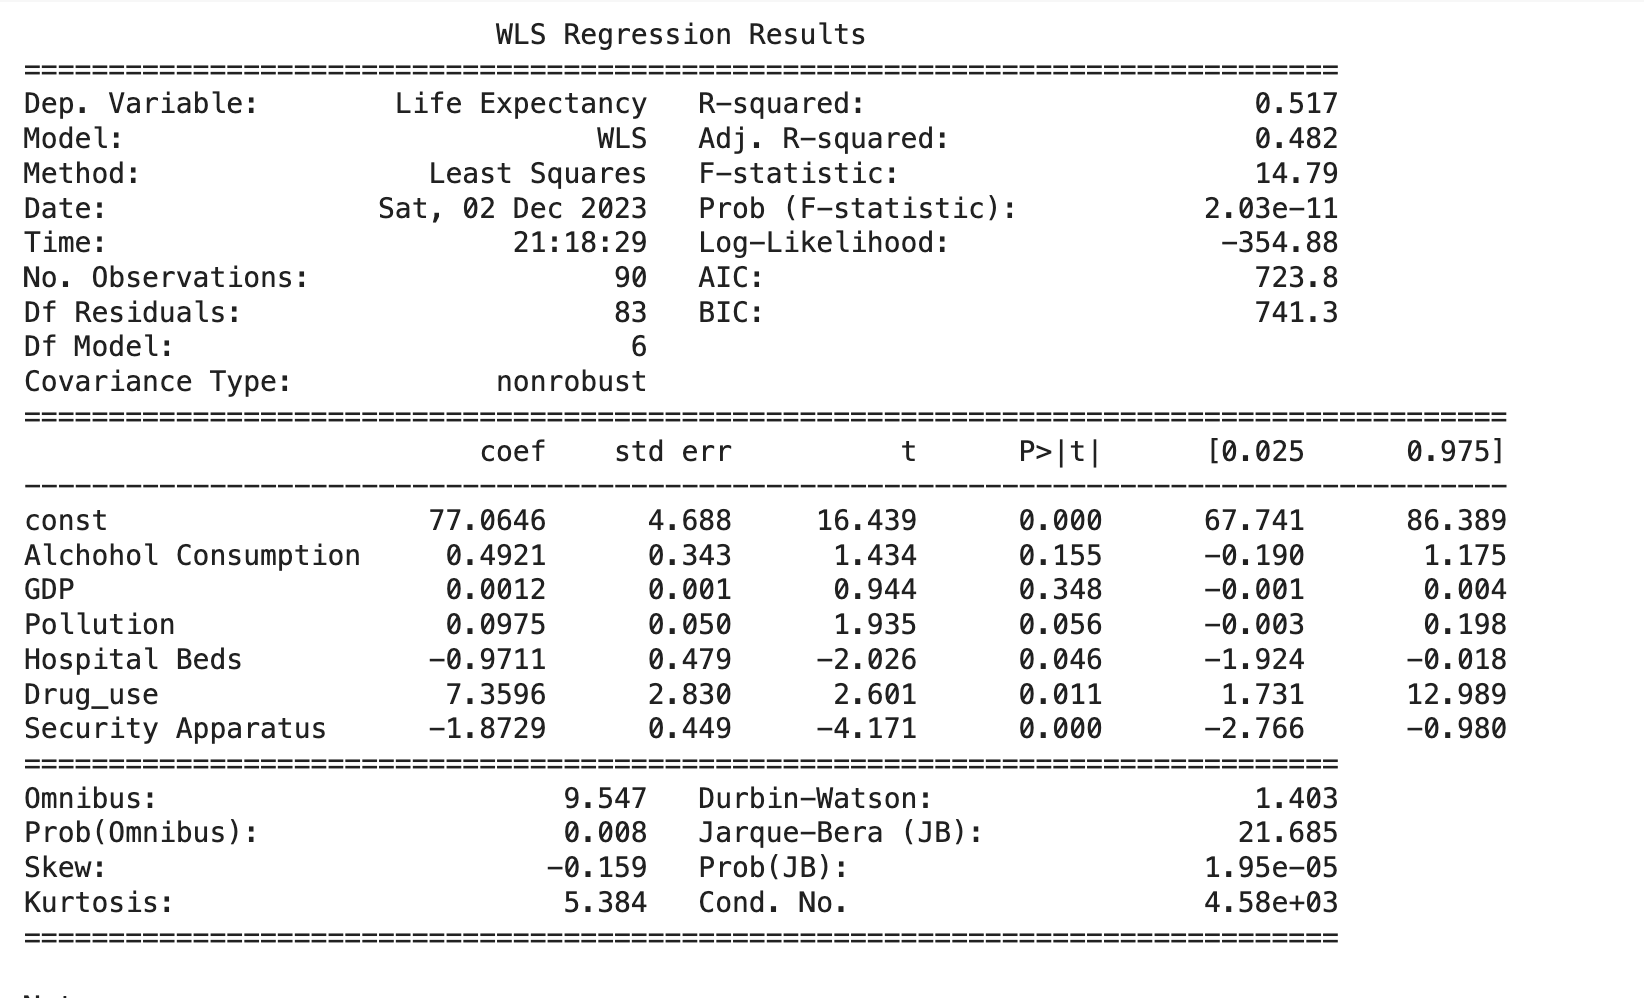 WLS Regression Results
==============================================================================
Dep. Variable: Life Expectancy R-squared: 0.517
Model: WLS Adj. R-squared: 0.482
Method: Least Squares F-statistic: 14.79
Date: Sat, 02 Dec 2023 Prob (F-statistic): 2.03e-11
Time: 21:18:29 Log-Likelihood: -354.88
No. Observations: 90 AIC: 723.8
Df Residuals: 83 BIC: 741.3
Df Model: 6
Covariance Type: nonrobust
========================================================================================
coef std err t P>|t| [0.025 0.975]
----------------------------------------------------------------------------------------
const 77.0646 4.688 16.439 0.000 67.741 86.389
Alchohol Consumption 0.4921 0.343 1.434 0.155 -0.190 1.175
GDP 0.0012 0.001 0.944 0.348 -0.001 0.004
Pollution 0.0975 0.050 1.935 0.056 -0.003 0.198
Hospital Beds -0.9711 0.479 -2.026 0.046 -1.924 -0.018
Drug_use 7.3596 2.830 2.601 0.011 1.731 12.989
Security Apparatus -1.8729 0.449 -4.171 0.000 -2.766 -0.980
==============================================================================
Omnibus: 9.547 Durbin-Watson: 1.403
Prob(Omnibus): 0.008 Jarque-Bera (JB): 21.685
Skew: -0.159 Prob(JB): 1.95e-05
Kurtosis: 5.384 Cond. No. 4.58e+03
==============================================================================